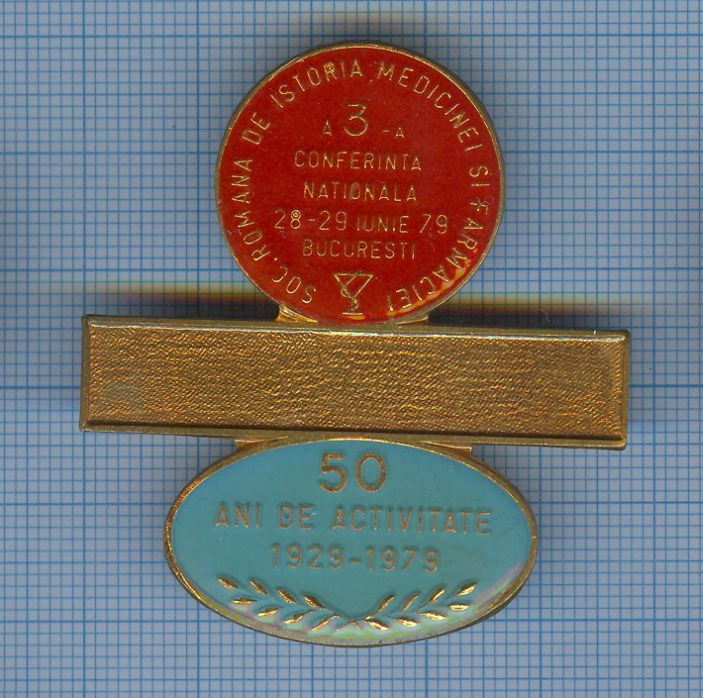 SOC. ROMANA DE ISTORIA MEDICINEI SI FARMACIEI
A 3-A
CONFERINTA
NATIONALA
28-29 IUNIE 79
BUCURESTI
50
ANI DE ACTIVITATE
1929-1979